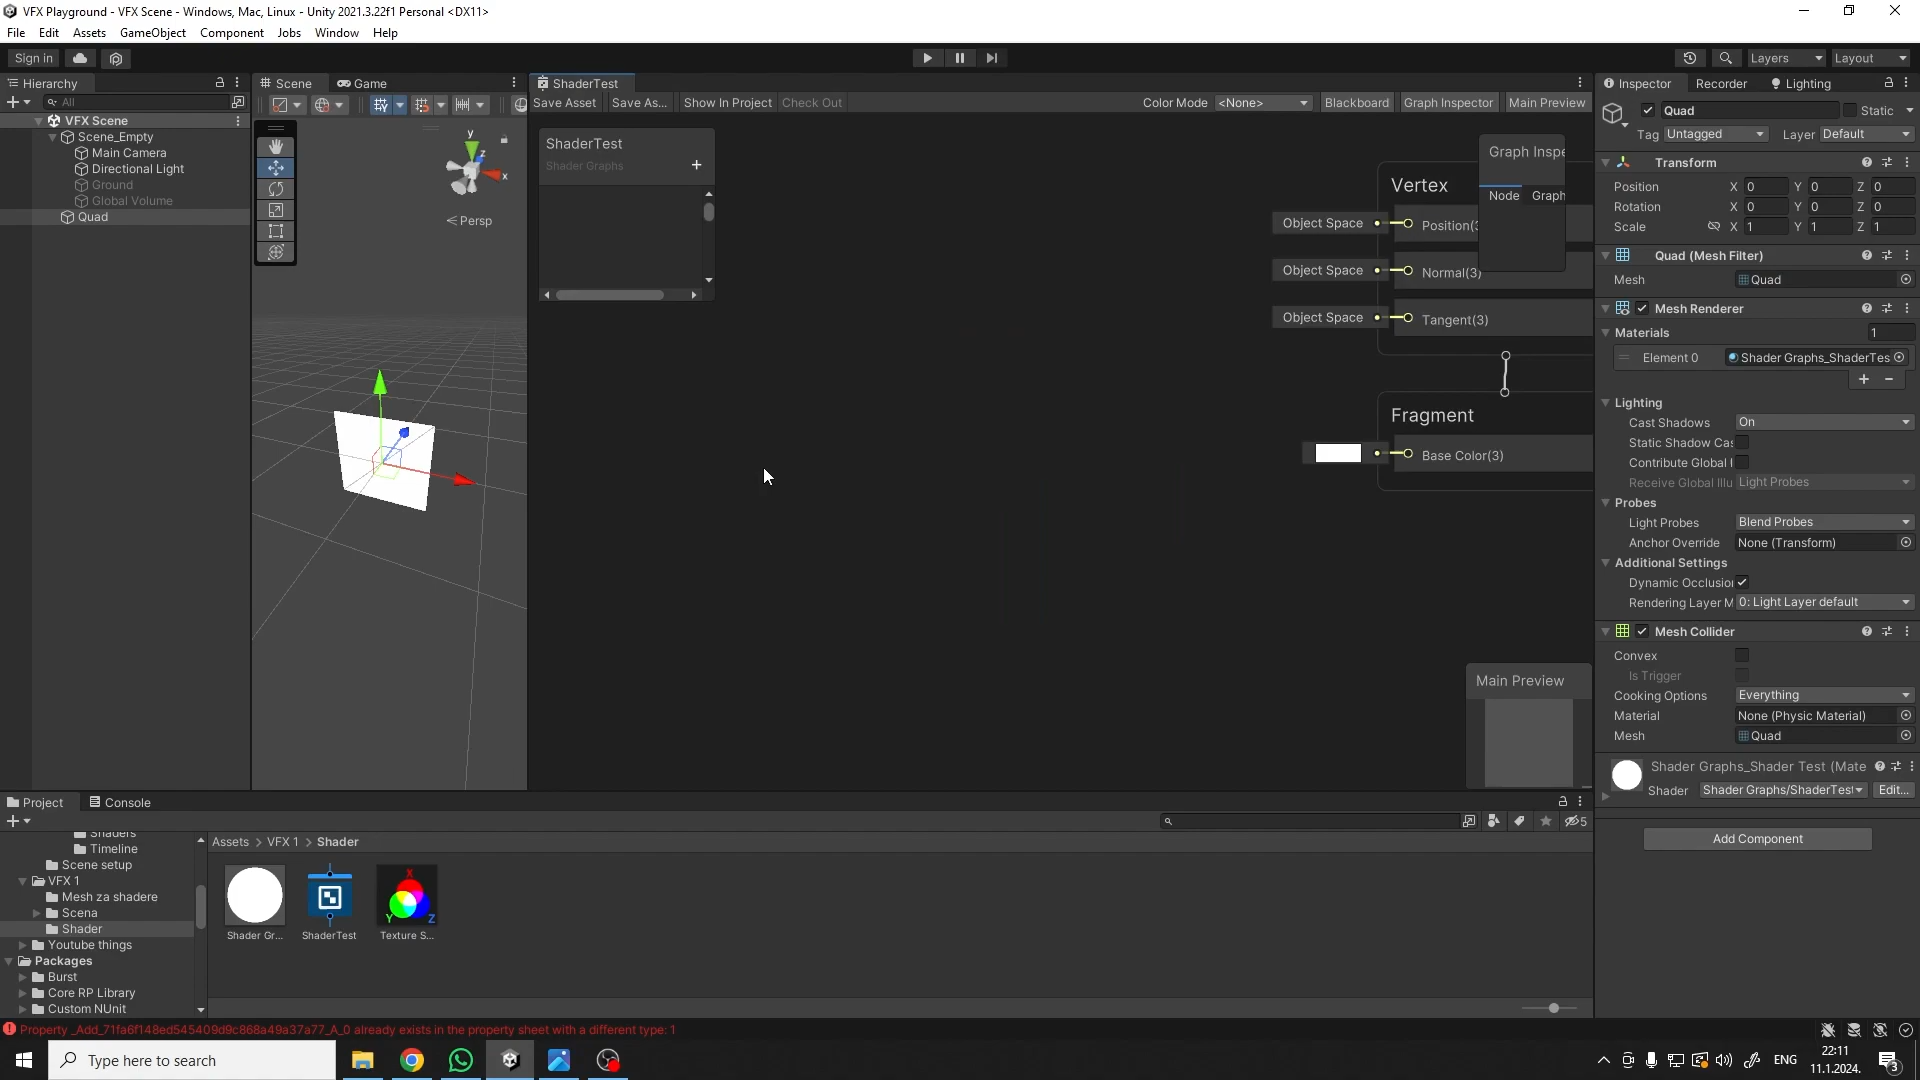 VFX Playground - VFX Scene - Windows, Mac, Linux - Unity 2021.3.22f1 Personal <DX11>
File Edit Assets GameObject Component Jobs Window Help
Sign in
Layers
Layout
Hierarchy
All
VFX Scene
Scene_Empty
Main Camera
Directional Light
Ground
Global Volume
Quad
Scene
Game
y
z
x
Persp
ShaderTest
Save Asset
Save As...
Show In Project
Check Out
Color Mode
<None>
Blackboard
Graph Inspector
Main Preview
ShaderTest
Shader Graphs
Vertex
Object Space
Position(3
Object Space
Normal(3)
Object Space
Tangent(3)
Fragment
Base Color(3)
Graph Inspe
Node
Graph
Main Preview
Inspector
Recorder
Lighting
Quad
Static
Tag
Untagged
Layer
Default
Transform
Position X 0 Y 0 Z 0
Rotation X 0 Y 0 Z 0
Scale X 1 Y 1 Z 1
Quad (Mesh Filter)
Mesh
Quad
Mesh Renderer
Materials
1
Element 0
Shader Graphs_ShaderTes
Lighting
Cast Shadows
On
Static Shadow Cas
Contribute Global I
Receive Global Illu
Light Probes
Probes
Light Probes
Blend Probes
Anchor Override
None (Transform)
Additional Settings
Dynamic Occlusion
Rendering Layer M
0: Light Layer default
Mesh Collider
Convex
Is Trigger
Cooking Options
Everything
Material
None (Physic Material)
Mesh
Quad
Shader Graphs_Shader Test (Mate
Shader
Shader Graphs/ShaderTest
Edit...
Add Component
Project
Console
5
Shaders
Timeline
Scene setup
VFX 1
Mesh za shadere
Scena
Shader
Youtube things
Packages
Burst
Core RP Library
Custom NUnit
Assets > VFX 1 > Shader
Shader Gr...
ShaderTest
X
Y
Z
Texture S...
Property _Add_71fa6f148ed545409d9c868a49a37a77_A_0 already exists in the property sheet with a different type: 1
Type here to search
ENG
22:11
11.1.2024.
3